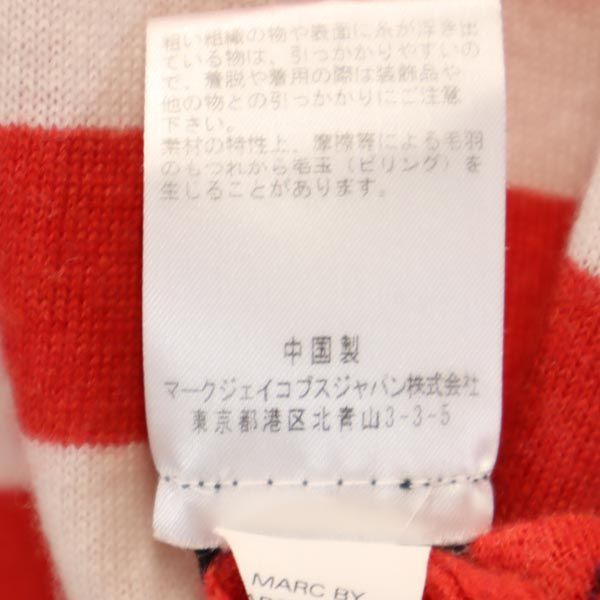 粗い組織の物や表面に糸が浮き出
ている物は、引っかかりやすいの
で、着脱や着用の際は装飾品や
他の物との引っかかりにご注意
下さい。
素材の特性上、摩擦等による毛羽
のもつれから毛玉（ピリング）を
生じることがあります。
中国製
マークジェイコブスジャパン株式会社
東京都港区北青山3-3-5
MARC BY